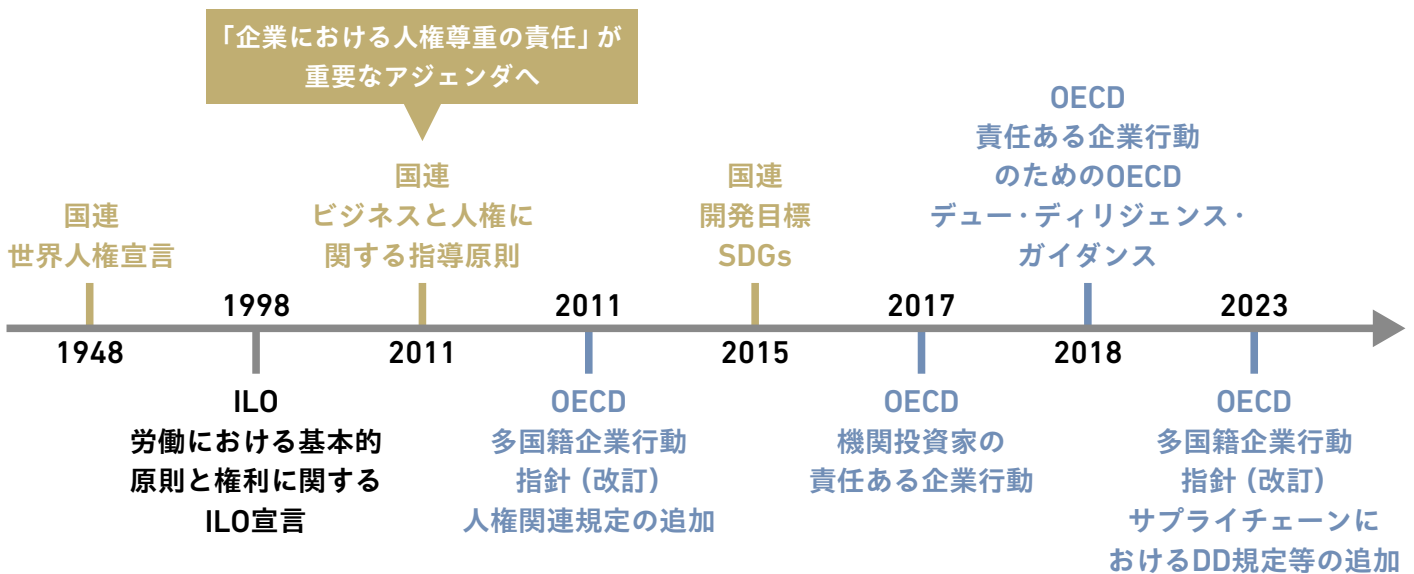 「企業における人権尊重の責任」が
重要なアジェンダへ
国連
世界人権宣言
1948
1998
ILO
労働における基本的
原則と権利に関する
ILO宣言
国連
ビジネスと人権に
関する指導原則
2011
2011
OECD
多国籍企業行動
指針（改訂）
人権関連規定の追加
国連
開発目標
SDGs
2015
2017
OECD
機関投資家の
責任ある企業行動
OECD
責任ある企業行動
のためのOECD
デュー・ディリジェンス・
ガイダンス
2018
2023
OECD
多国籍企業行動
指針（改訂）
サプライチェーンに
おけるDD規定等の追加